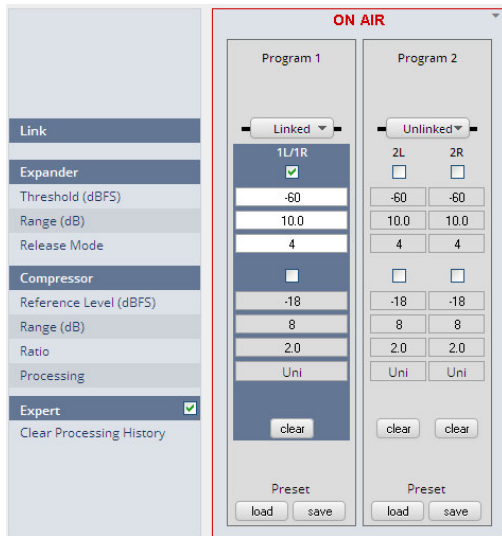 ON AIR
Program 1 Program 2
Link Linked Unlinked
1L/1R 2L 2R
Expander
Threshold (dBFS) -60 -60 -60
Range (dB) 10.0 10.0 10.0
Release Mode 4 4 4
Compressor
Reference Level (dBFS) -18 -18 -18
Range (dB) 8 8 8
Ratio 2.0 2.0 2.0
Processing Uni Uni Uni
Expert
Clear Processing History clear clear clear
Preset Preset
load save load save